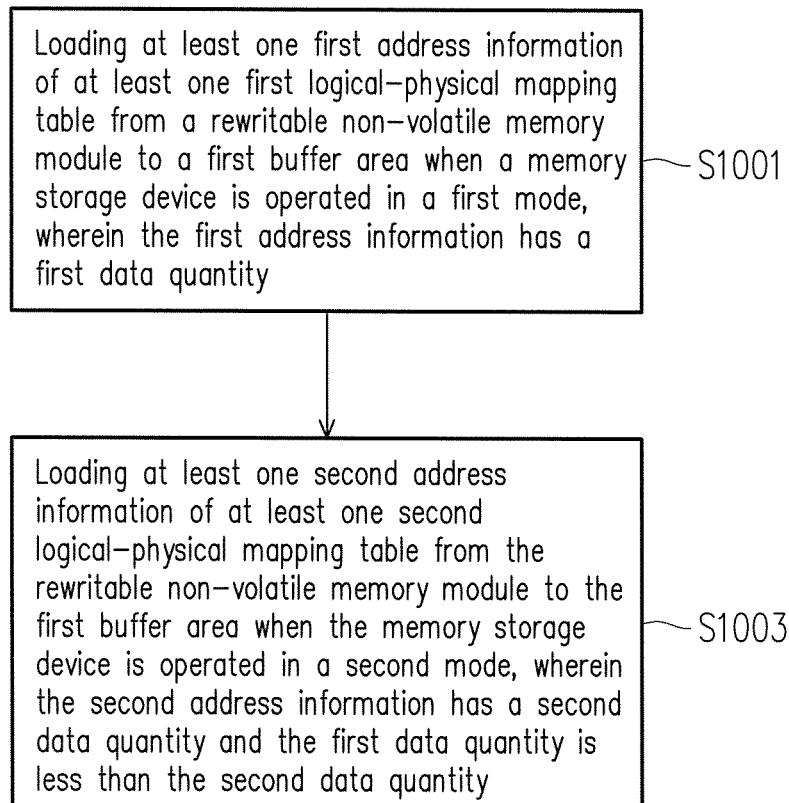 Loading at least one first address information
of at least one first logical-physical mapping
table from a rewritable non-volatile memory
module to a first buffer area when a memory
storage device is operated in a first mode,
wherein the first address information has a
first data quantity
S1001
Loading at least one second address
information of at least one second
logical-physical mapping table from the
rewritable non-volatile memory module to the
first buffer area when the memory storage
device is operated in a second mode, wherein
the second address information has a second
data quantity and the first data quantity is
less than the second data quantity
S1003